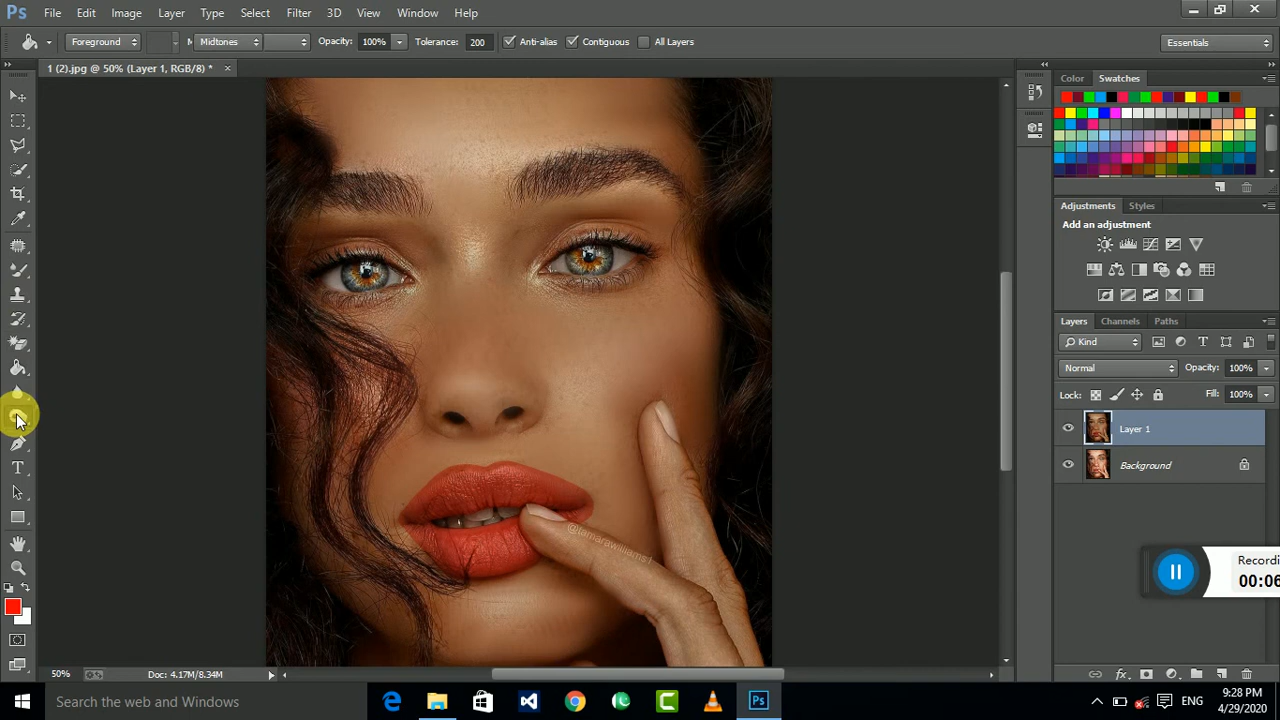 Ps File Edit Image Layer Type Select Filter 3D View Window Help
Foreground M Midtones Opacity: 100% Tolerance: 200 Anti-alias Contiguous All Layers Essentials
1 (2).jpg @ 50% (Layer 1, RGB/8) * ×
Color Swatches
Adjustments Styles
Add an adjustment
Layers Channels Paths
Kind
Normal Opacity: 100%
Lock: Fill: 100%
Layer 1
Background
@tamarawilliams1
Recordi
00:06
50% Doc: 4.17M/8.34M
Search the web and Windows
ENG
9:28 PM
4/29/2020